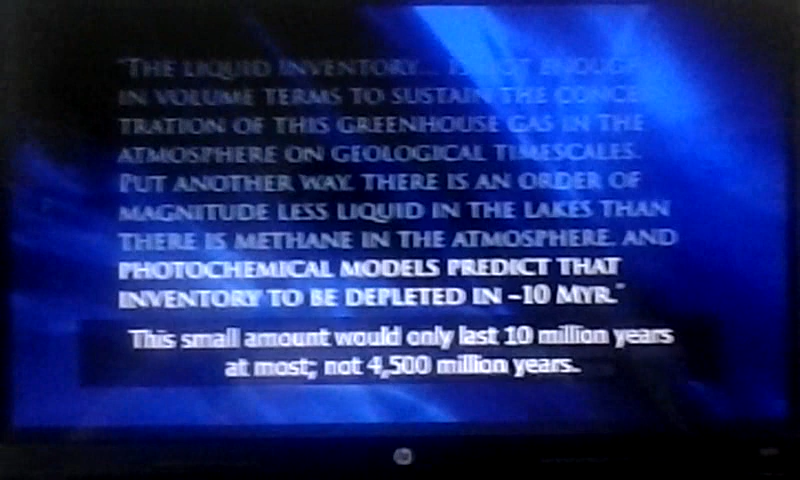 "THE LIQUID INVENTORY... IS NOT ENOUGH
IN VOLUME TERMS TO SUSTAIN THE CONCE
TRATION OF THIS GREENHOUSE GAS IN THE
ATMOSPHERE ON GEOLOGICAL TIMESCALES.
PUT ANOTHER WAY, THERE IS AN ORDER OF
MAGNITUDE LESS LIQUID IN THE LAKES THAN
THERE IS METHANE IN THE ATMOSPHERE, AND
PHOTOCHEMICAL MODELS PREDICT THAT
INVENTORY TO BE DEPLETED IN ~10 MYR."
This small amount would only last 10 million years
at most; not 4,500 million years.
hp